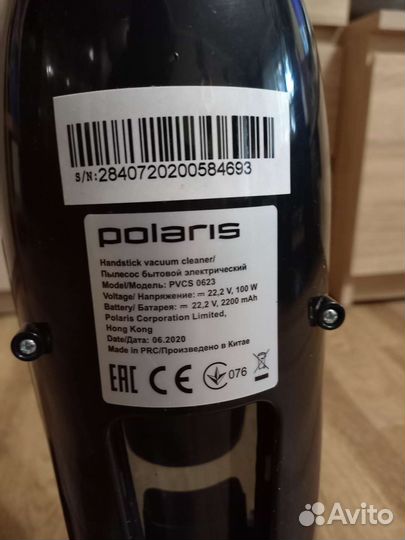 S/N:2840720200584693
polaris
Handstick vacuum cleaner/
Пылесос бытовой электрический
Model/Модель: PVCS 0623
Voltage/ Напряжение: ⎓ 22,2 V, 100 W
Battery/ Батарея: ⎓ 22,2 V, 2200 mAh
Polaris Corporation Limited,
Hong Kong
Date/Дата: 06.2020
Made in PRC/Произведено в Китае
EAC CE 076
Avito